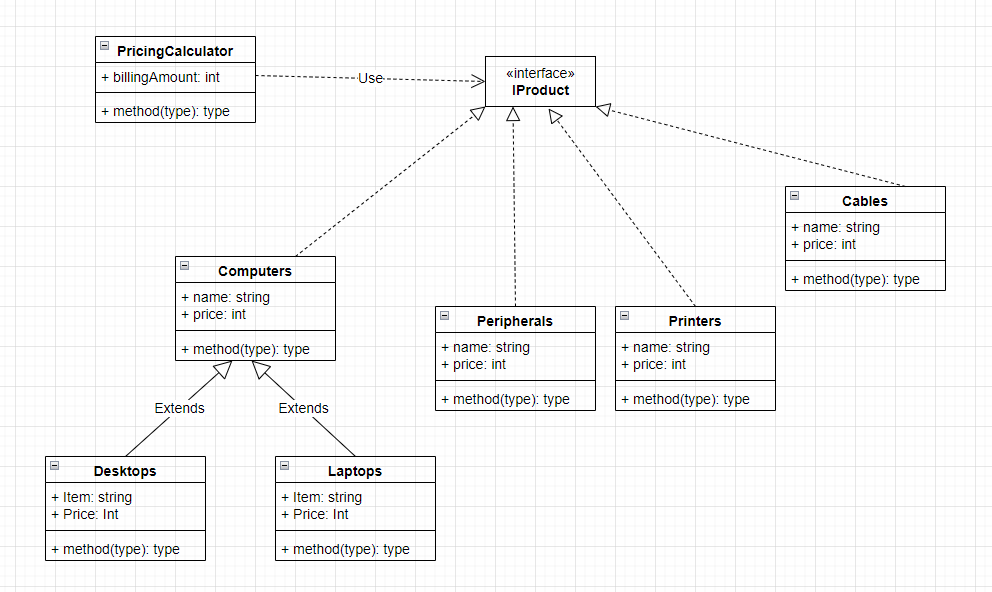 PricingCalculator
+ billingAmount: int
+ method(type): type
Use
«interface»
IProduct
Cables
+ name: string
+ price: int
+ method(type): type
Computers
+ name: string
+ price: int
+ method(type): type
Peripherals
+ name: string
+ price: int
+ method(type): type
Printers
+ name: string
+ price: int
+ method(type): type
Extends
Extends
Desktops
+ Item: string
+ Price: Int
+ method(type): type
Laptops
+ Item: string
+ Price: Int
+ method(type): type